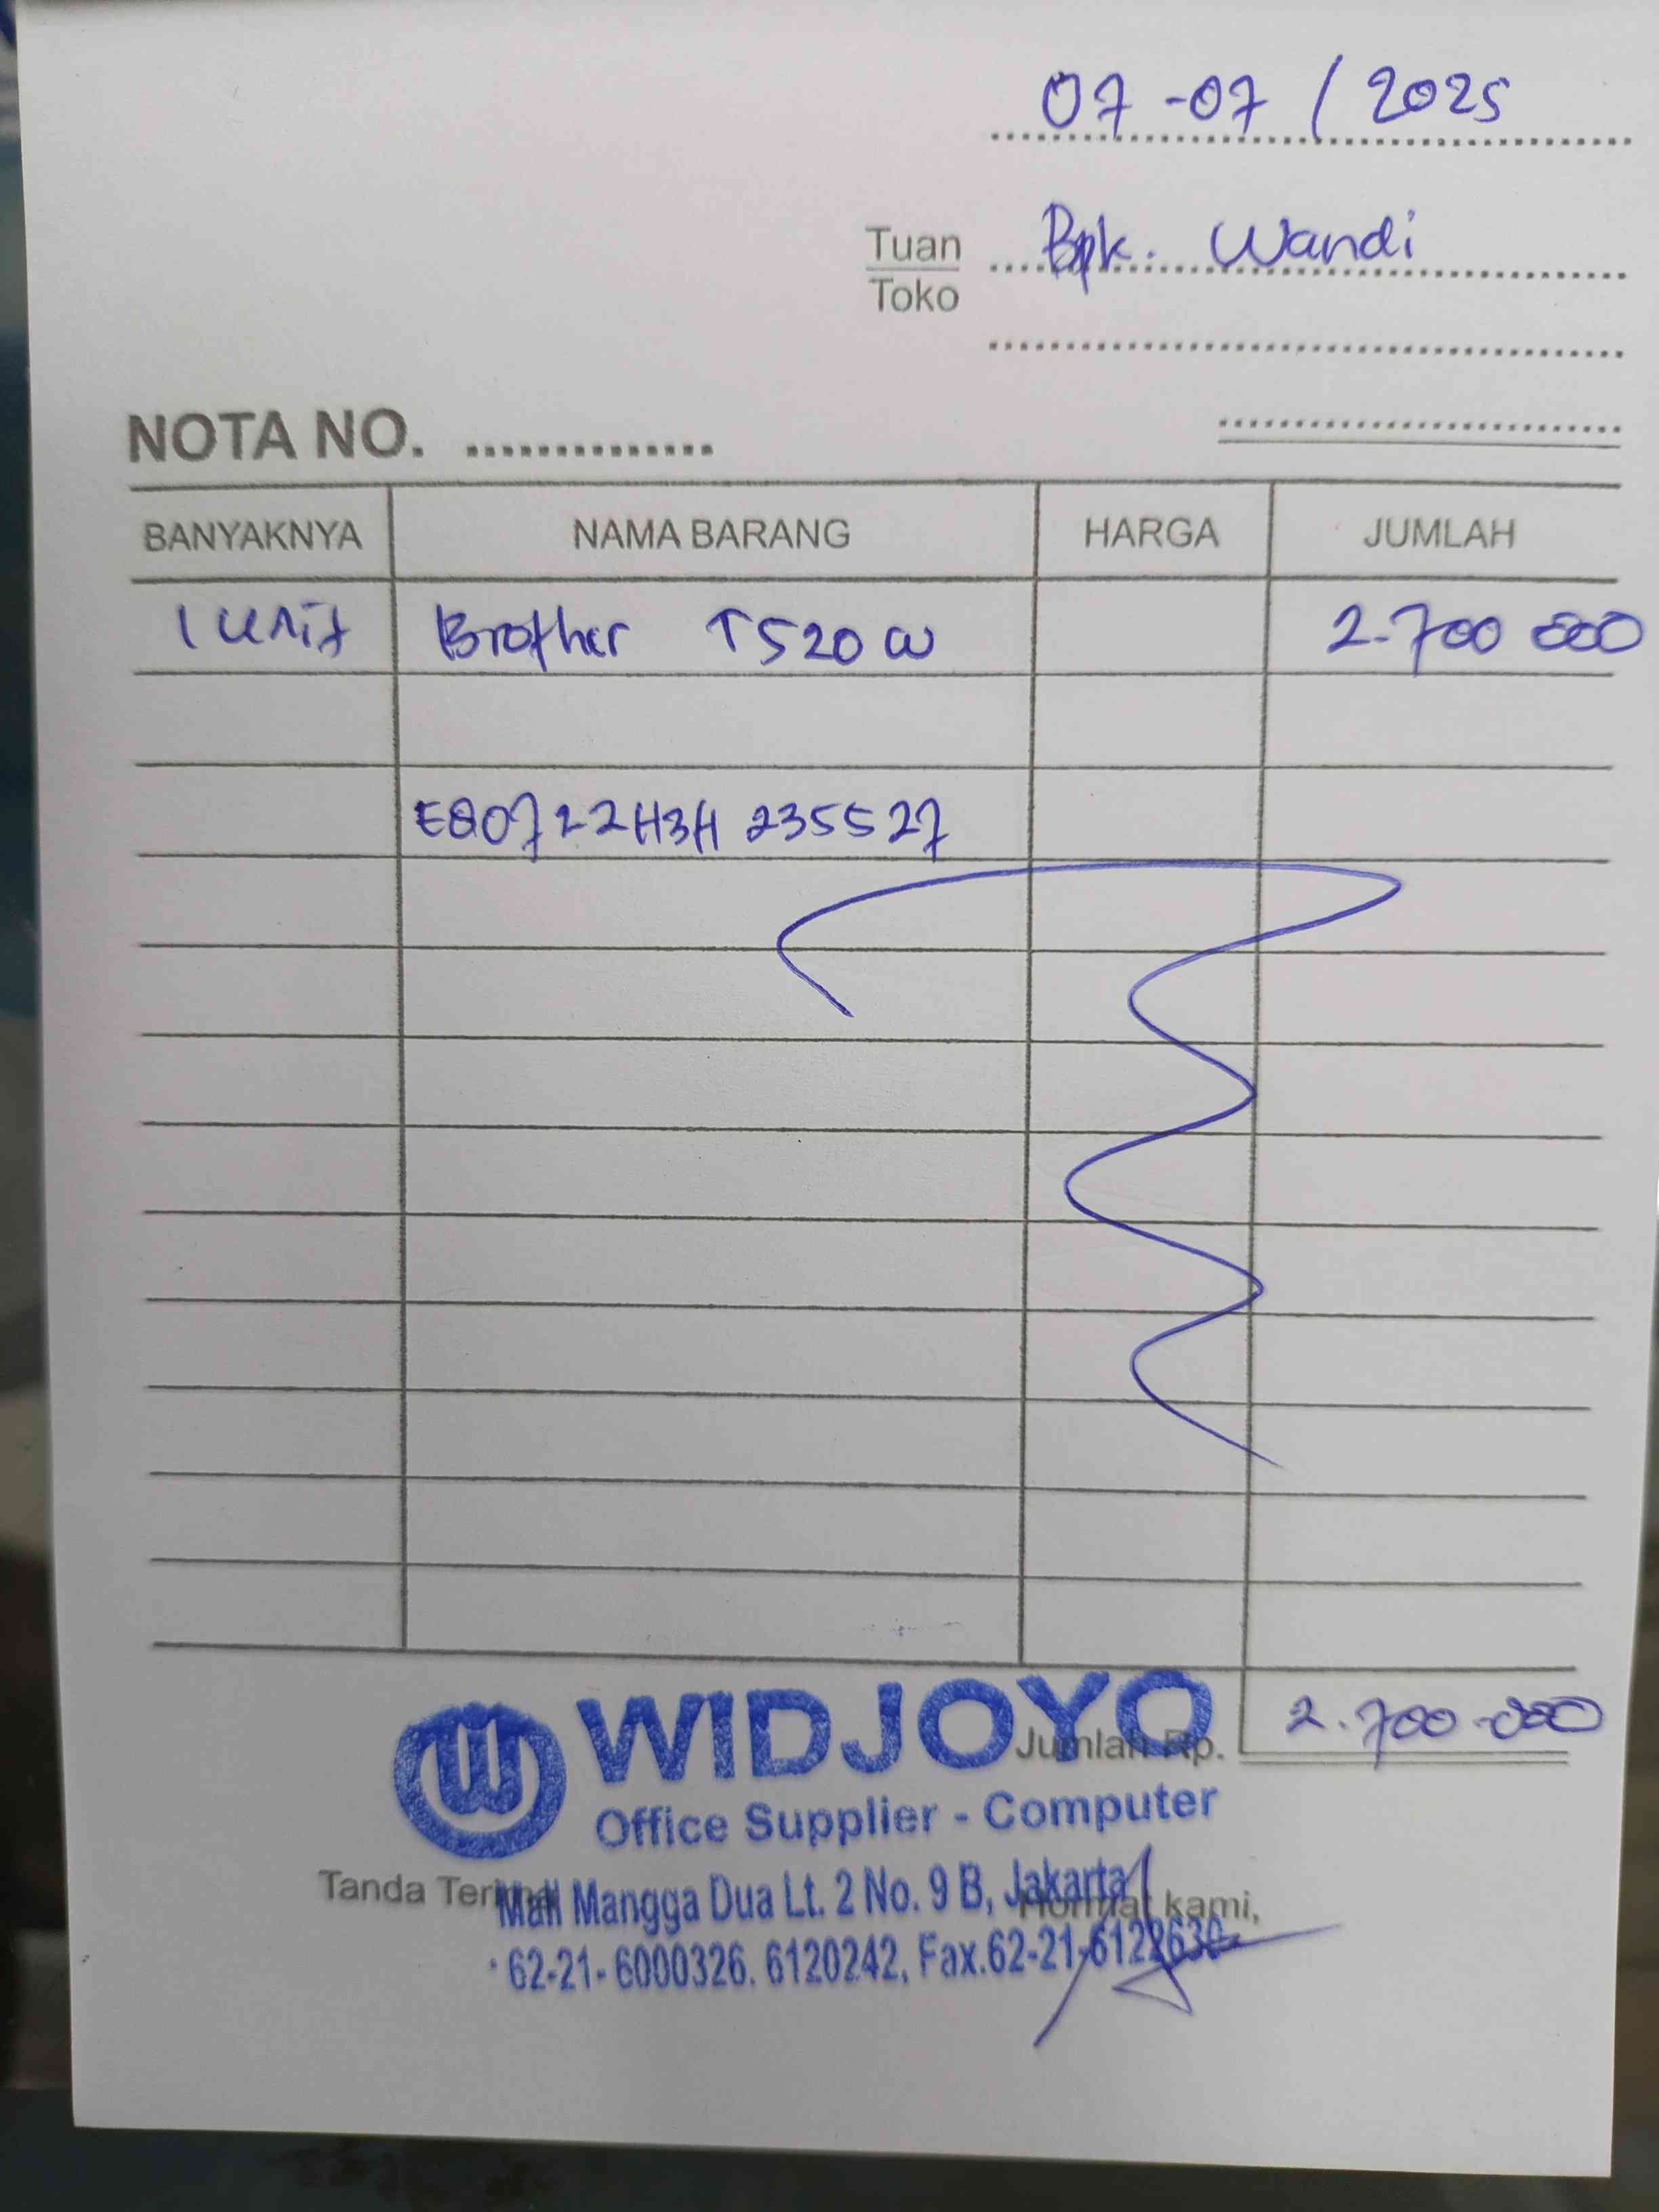 07-07 / 2025
Tuan Bpk. Wandi
Toko
NOTA NO. ..............
BANYAKNYA NAMA BARANG HARGA JUMLAH
1 Unit Brother T520W 2.700 000
E80722H3H235527
WIDJOYO
Jumlah Rp. 2.700.000
Office Supplier - Computer
Tanda Terima Hormat kami,
Mall Mangga Dua Lt. 2 No. 9 B, Jakarta
62-21-6000326. 6120242, Fax.62-21-6122630